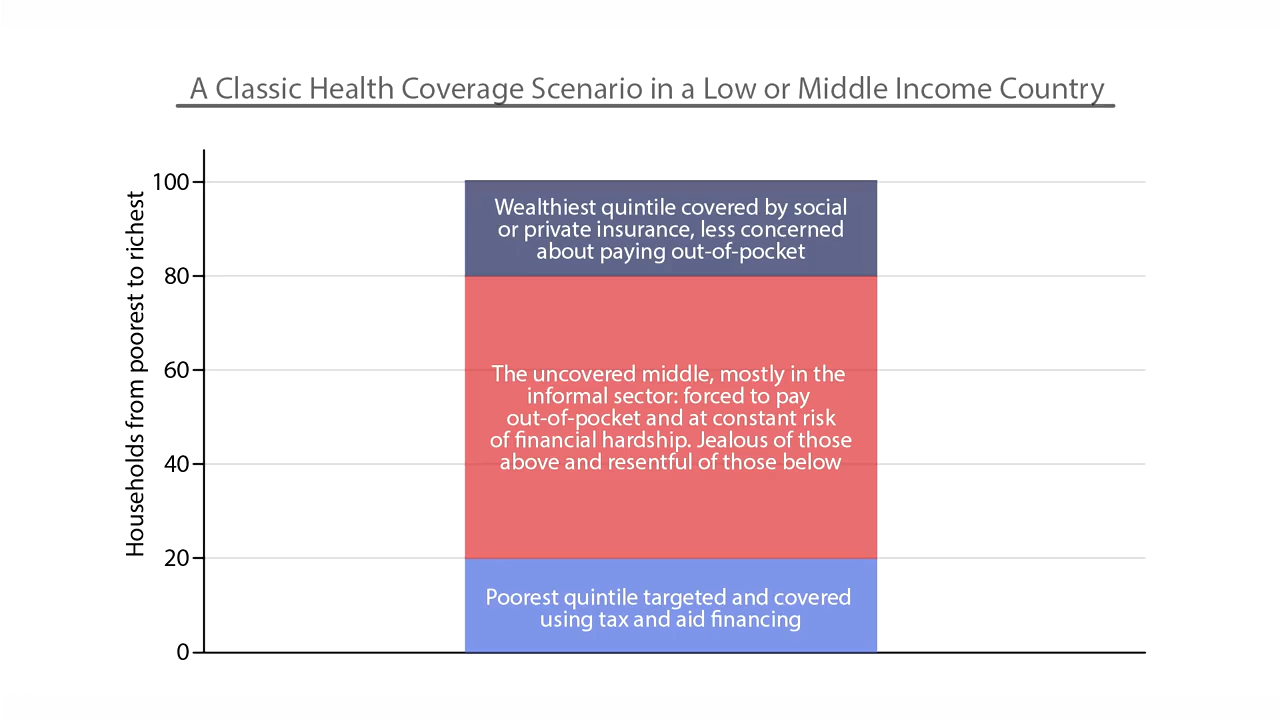 A Classic Health Coverage Scenario in a Low or Middle Income Country
Households from poorest to richest
100
80
60
40
20
0
Wealthiest quintile covered by social
or private insurance, less concerned
about paying out-of-pocket
The uncovered middle, mostly in the
informal sector: forced to pay
out-of-pocket and at constant risk
of financial hardship. Jealous of those
above and resentful of those below
Poorest quintile targeted and covered
using tax and aid financing